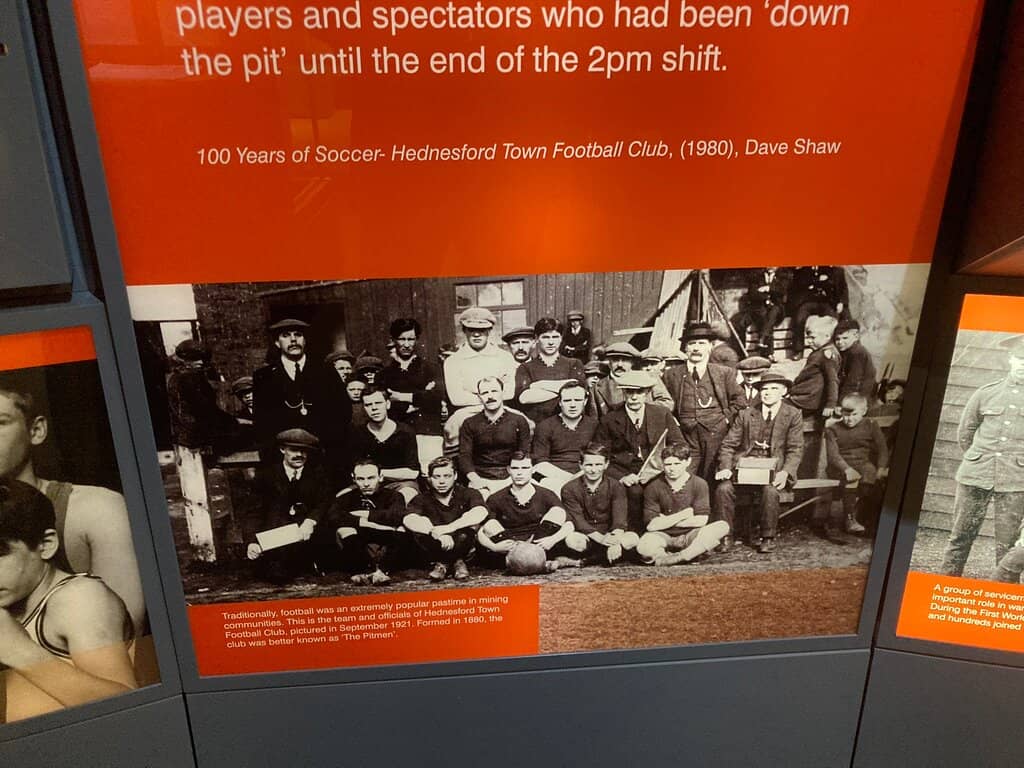 players and spectators who had been ‘down
the pit’ until the end of the 2pm shift.
100 Years of Soccer- Hednesford Town Football Club, (1980), Dave Shaw
Traditionally, football was an extremely popular pastime in mining
communities. This is the team and officials of Hednesford Town
Football Club, pictured in September 1921. Formed in 1880, the
club was better known as ‘The Pitmen’.
A group of servicem
important role in war
During the First World
and hundreds joined